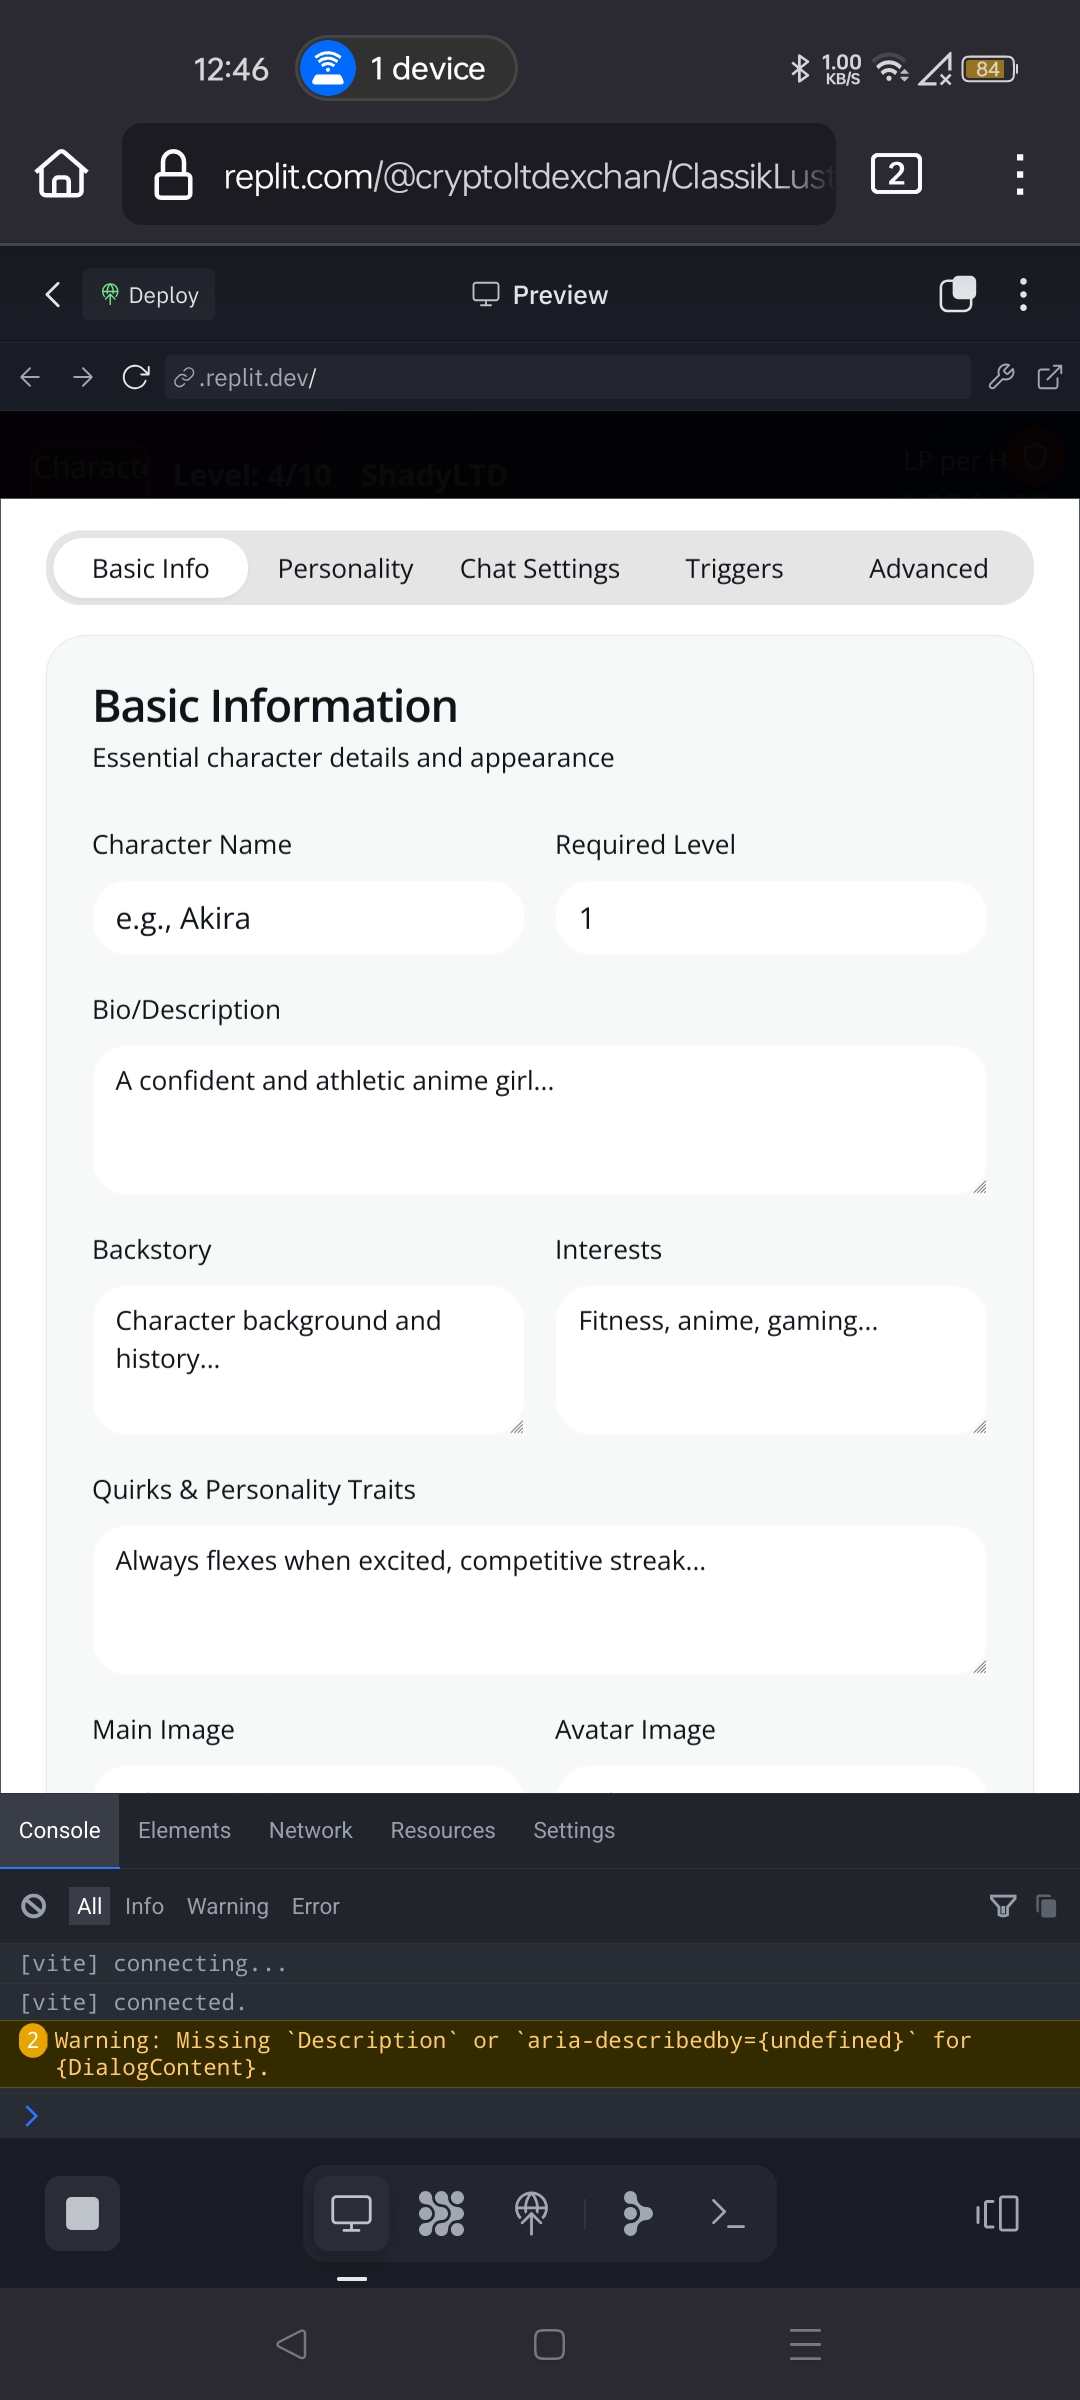 12:46
1 device
1.00
KB/S
84
replit.com/@cryptoltdexchan/ClassikLust
2
Deploy
Preview
.replit.dev/
Level: 4/10 ShadyLTD
LP per H
Basic Info
Personality
Chat Settings
Triggers
Advanced
Basic Information
Essential character details and appearance
Character Name
Required Level
e.g., Akira
1
Bio/Description
A confident and athletic anime girl...
Backstory
Interests
Character background and
history...
Fitness, anime, gaming...
Quirks & Personality Traits
Always flexes when excited, competitive streak...
Main Image
Avatar Image
Console
Elements
Network
Resources
Settings
All
Info
Warning
Error
[vite] connecting...
[vite] connected.
2
Warning: Missing `Description` or `aria-describedby={undefined}` for
{DialogContent}.